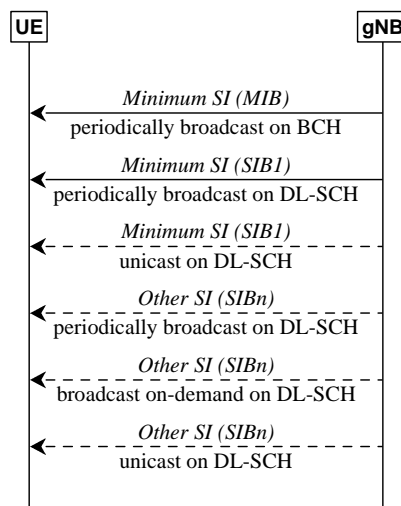 UE
gNB
Minimum SI (MIB)
periodically broadcast on BCH
Minimum SI (SIB1)
periodically broadcast on DL-SCH
Minimum SI (SIB1)
unicast on DL-SCH
Other SI (SIBn)
periodically broadcast on DL-SCH
Other SI (SIBn)
broadcast on-demand on DL-SCH
Other SI (SIBn)
unicast on DL-SCH